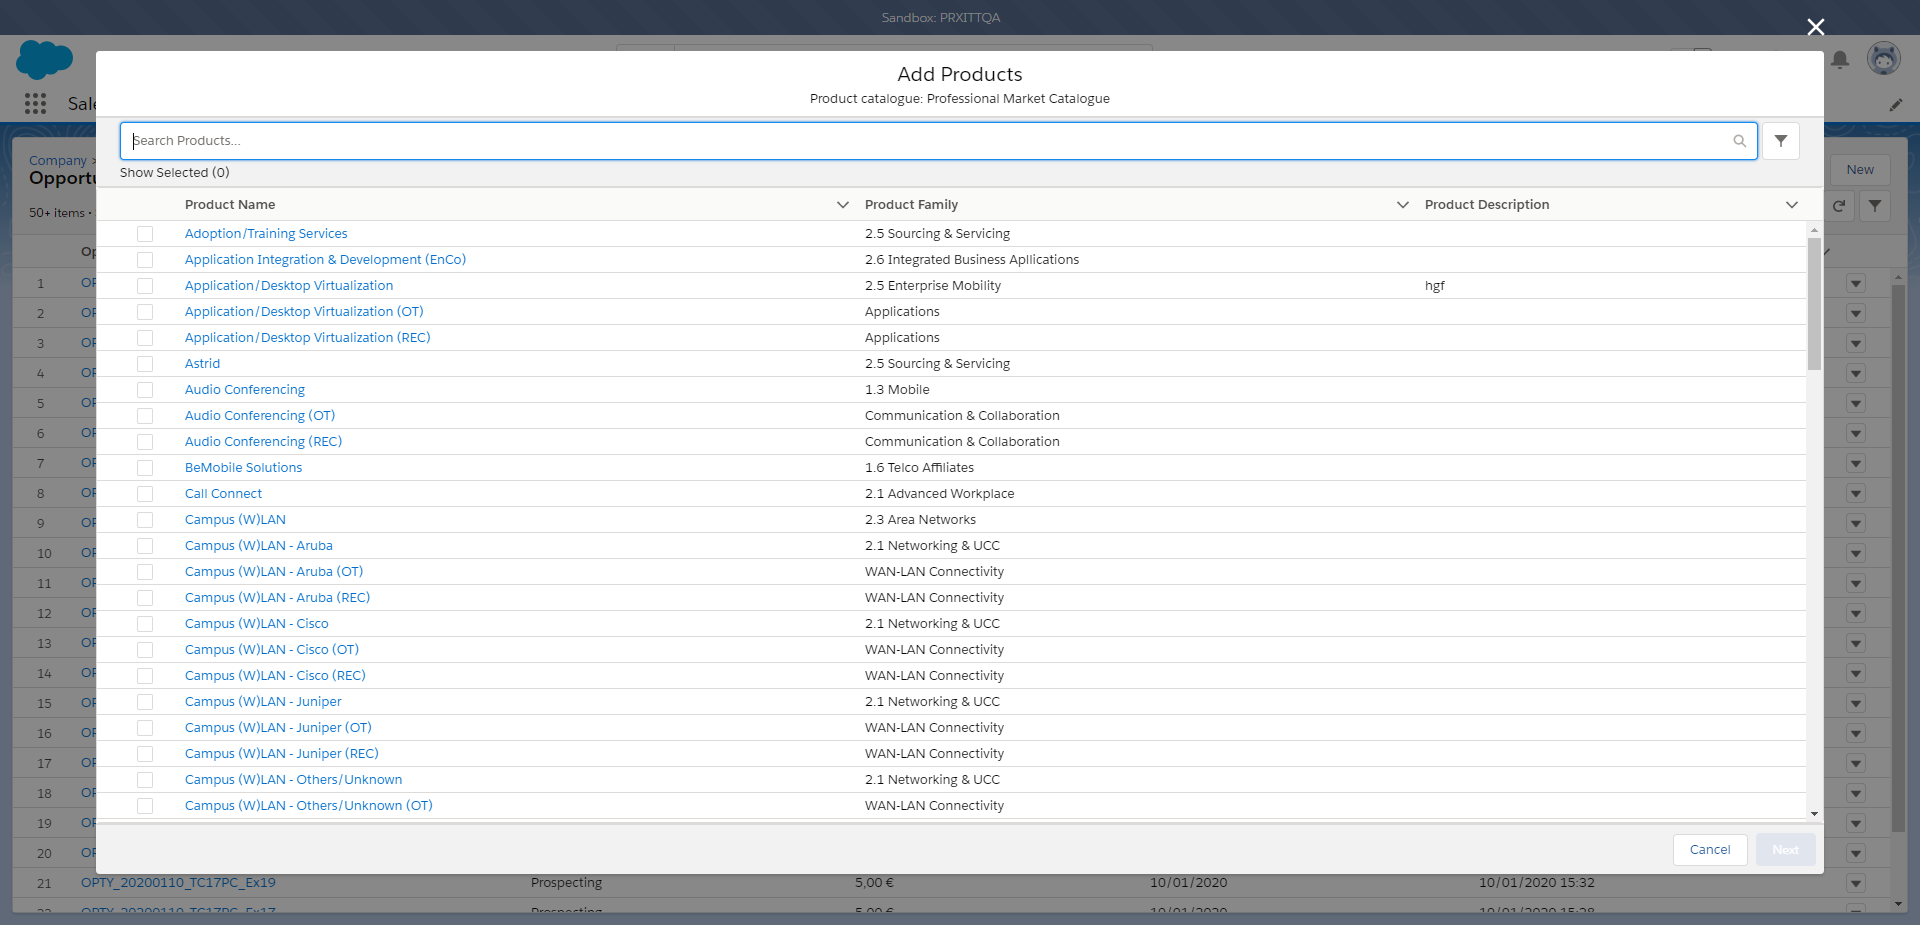 Sandbox: PRXITTQA
Add Products
Product catalogue: Professional Market Catalogue
Search Products...
Show Selected (0)
Company >
New
50+ items •
Product Name Product Family Product Description
Adoption/Training Services 2.5 Sourcing & Servicing
Application Integration & Development (EnCo) 2.6 Integrated Business Apllications
1 Application/Desktop Virtualization 2.5 Enterprise Mobility hgf
2 Application/Desktop Virtualization (OT) Applications
3 Application/Desktop Virtualization (REC) Applications
4 Astrid 2.5 Sourcing & Servicing
5 Audio Conferencing 1.3 Mobile
Audio Conferencing (OT) Communication & Collaboration
6 Audio Conferencing (REC) Communication & Collaboration
7 BeMobile Solutions 1.6 Telco Affiliates
8 Call Connect 2.1 Advanced Workplace
9 Campus (W)LAN 2.3 Area Networks
10 Campus (W)LAN - Aruba 2.1 Networking & UCC
11 Campus (W)LAN - Aruba (OT) WAN-LAN Connectivity
12 Campus (W)LAN - Aruba (REC) WAN-LAN Connectivity
Campus (W)LAN - Cisco 2.1 Networking & UCC
13 Campus (W)LAN - Cisco (OT) WAN-LAN Connectivity
14 Campus (W)LAN - Cisco (REC) WAN-LAN Connectivity
15 Campus (W)LAN - Juniper 2.1 Networking & UCC
16 Campus (W)LAN - Juniper (OT) WAN-LAN Connectivity
17 Campus (W)LAN - Juniper (REC) WAN-LAN Connectivity
18 Campus (W)LAN - Others/Unknown 2.1 Networking & UCC
19 Campus (W)LAN - Others/Unknown (OT) WAN-LAN Connectivity
20 Cancel Next
21 OPTY_20200110_TC17PC_Ex19 Prospecting 5,00 € 10/01/2020 10/01/2020 15:32